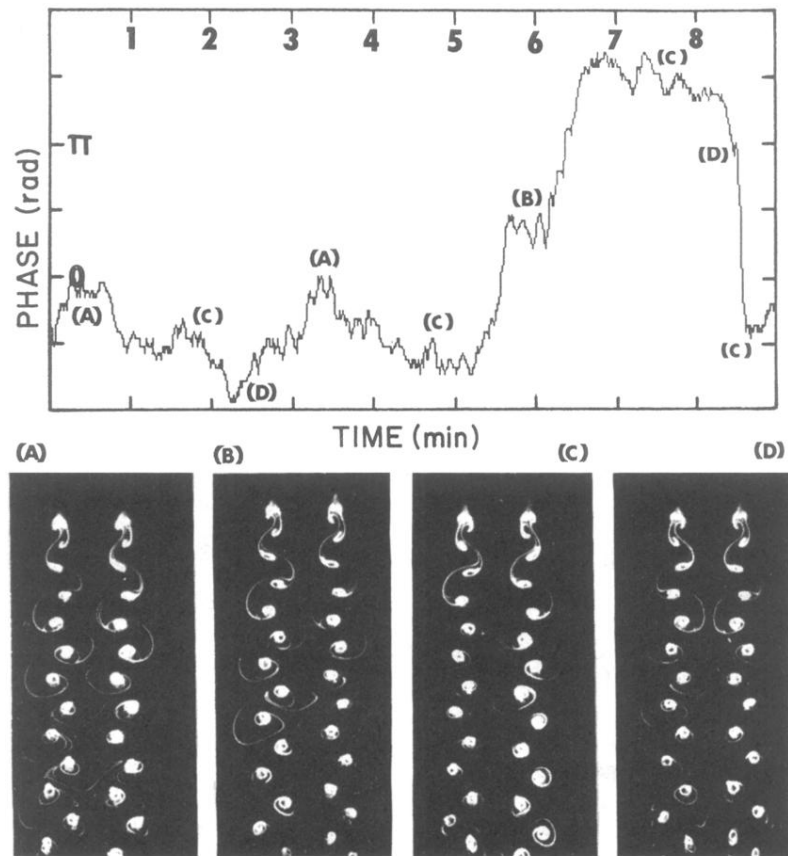 1 2 3 4 5 6 7 8
(C)
π
(D)
(B)
(A)
0
(A)
(C)
(C)
(C)
(D)
PHASE (rad)
TIME (min)
(A) (B) (C) (D)